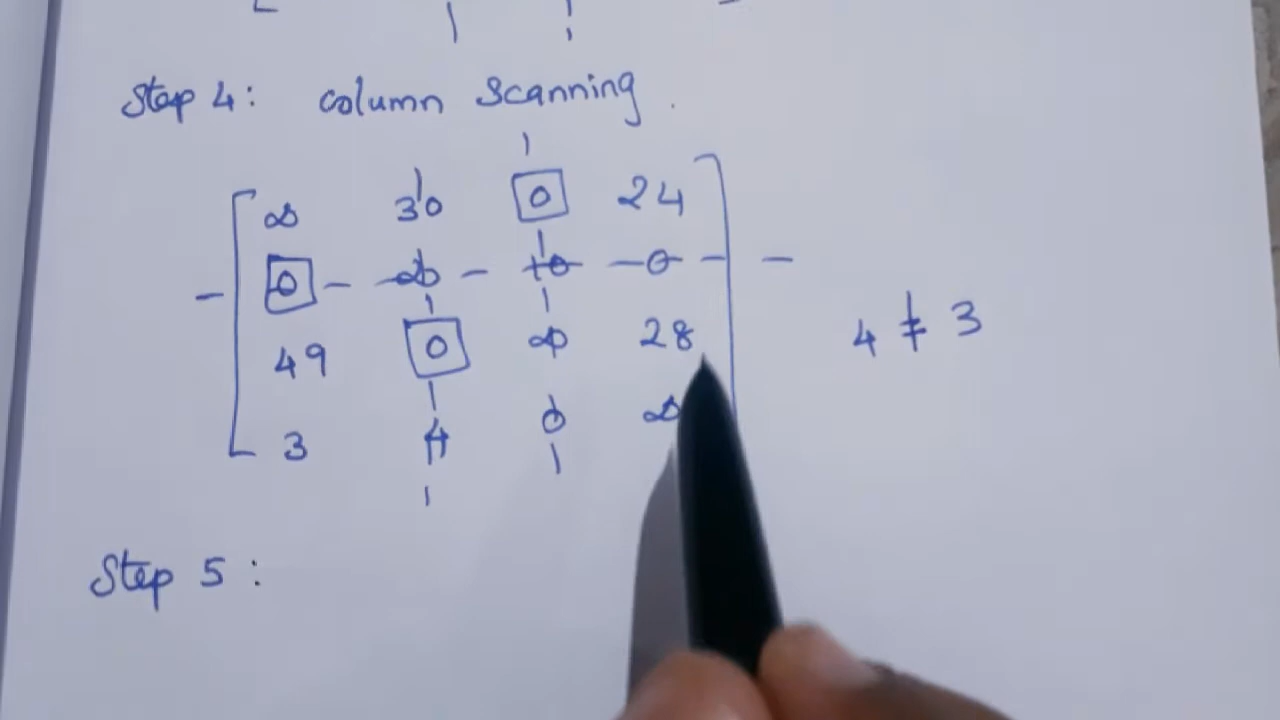 Step 4: column scanning.
∞ 30 0 24
0 ∞ 10 0
49 0 ∞ 28
3 4 0 ∞
4 ≠ 3
Step 5: